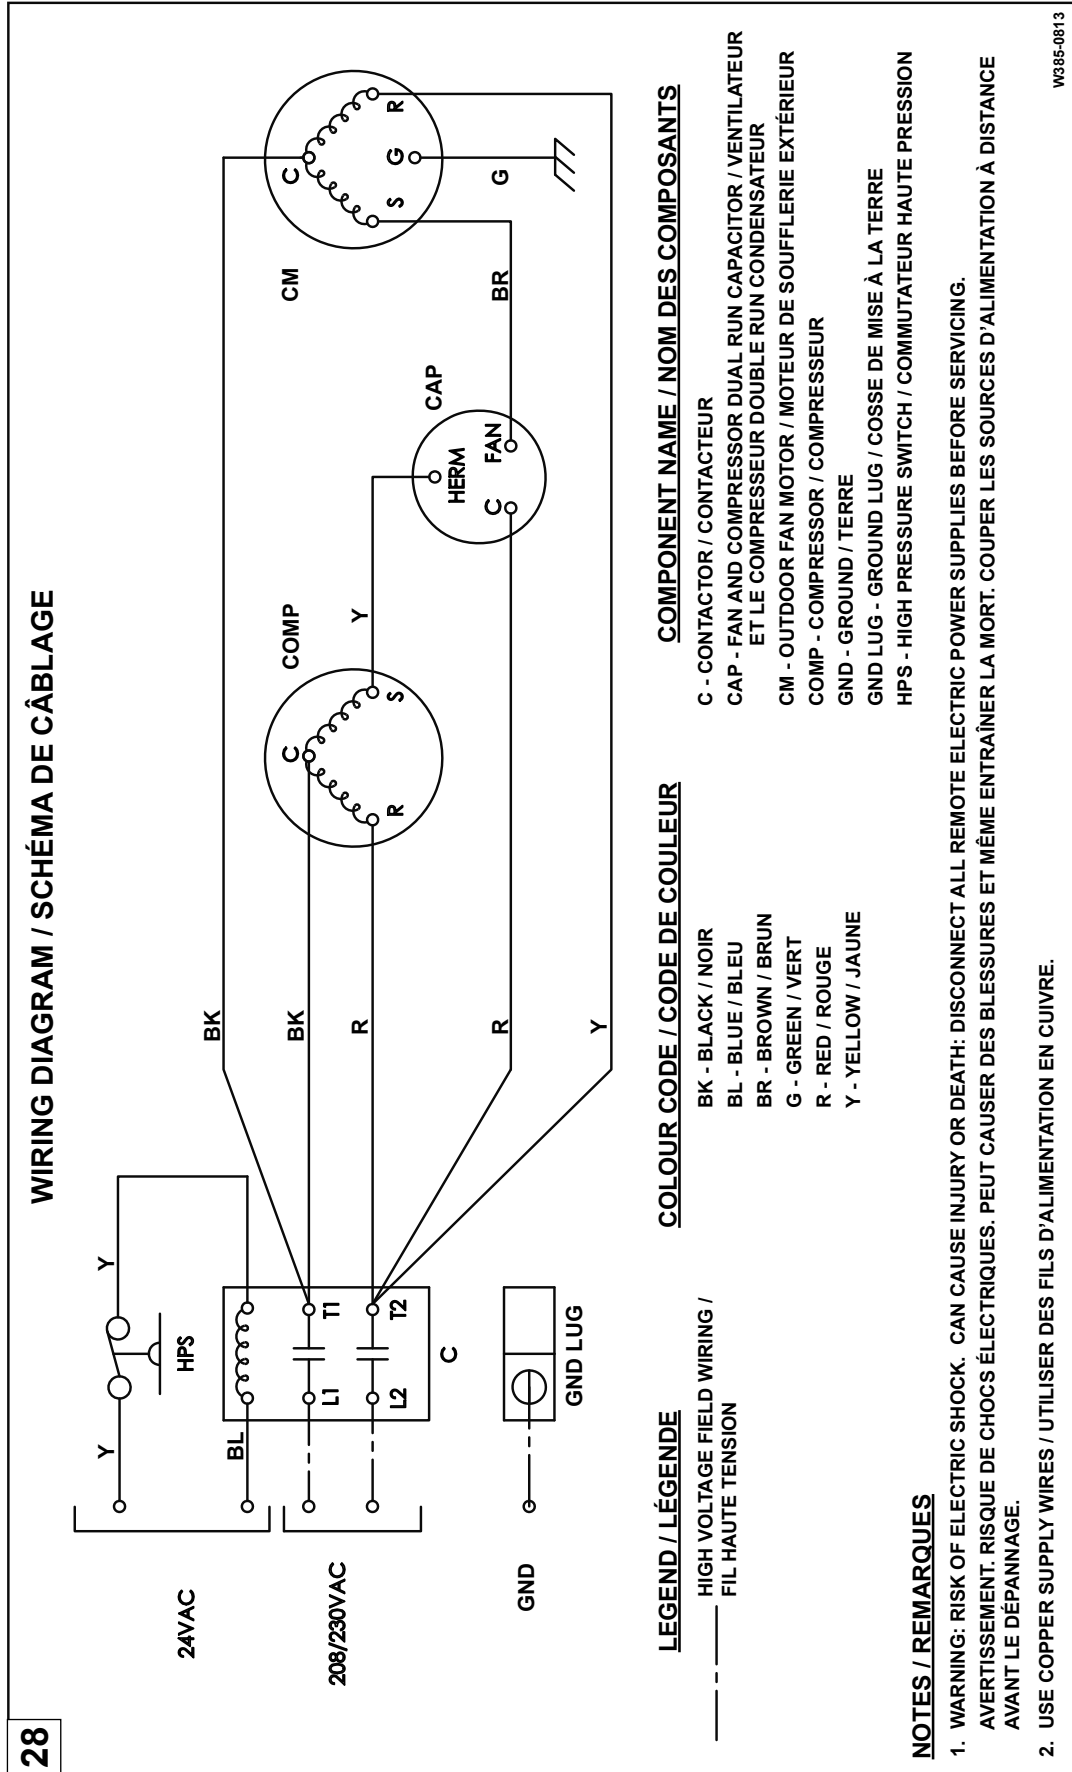 28
WIRING DIAGRAM / SCHÉMA DE CÂBLAGE
24VAC
Y
HPS
Y
BL
208/230VAC
L1
T1
L2
T2
C
GND
GND LUG
BK
BK
R
R
Y
COMP
C
R
S
Y
CAP
HERM
C
FAN
BR
CM
C
S
G
R
G
LEGEND / LÉGENDE
HIGH VOLTAGE FIELD WIRING /
FIL HAUTE TENSION
COLOUR CODE / CODE DE COULEUR
BK - BLACK / NOIR
BL - BLUE / BLEU
BR - BROWN / BRUN
G - GREEN / VERT
R - RED / ROUGE
Y - YELLOW / JAUNE
COMPONENT NAME / NOM DES COMPOSANTS
C - CONTACTOR / CONTACTEUR
CAP - FAN AND COMPRESSOR DUAL RUN CAPACITOR / VENTILATEUR
ET LE COMPRESSEUR DOUBLE RUN CONDENSATEUR
CM - OUTDOOR FAN MOTOR / MOTEUR DE SOUFFLERIE EXTÉRIEUR
COMP - COMPRESSOR / COMPRESSEUR
GND - GROUND / TERRE
GND LUG - GROUND LUG / COSSE DE MISE À LA TERRE
HPS - HIGH PRESSURE SWITCH / COMMUTATEUR HAUTE PRESSION
NOTES / REMARQUES
1. WARNING: RISK OF ELECTRIC SHOCK. CAN CAUSE INJURY OR DEATH: DISCONNECT ALL REMOTE ELECTRIC POWER SUPPLIES BEFORE SERVICING.
AVERTISSEMENT. RISQUE DE CHOCS ÉLECTRIQUES. PEUT CAUSER DES BLESSURES ET MÊME ENTRAÎNER LA MORT. COUPER LES SOURCES D'ALIMENTATION À DISTANCE
AVANT LE DÉPANNAGE.
2. USE COPPER SUPPLY WIRES / UTILISER DES FILS D'ALIMENTATION EN CUIVRE.
W385-0813